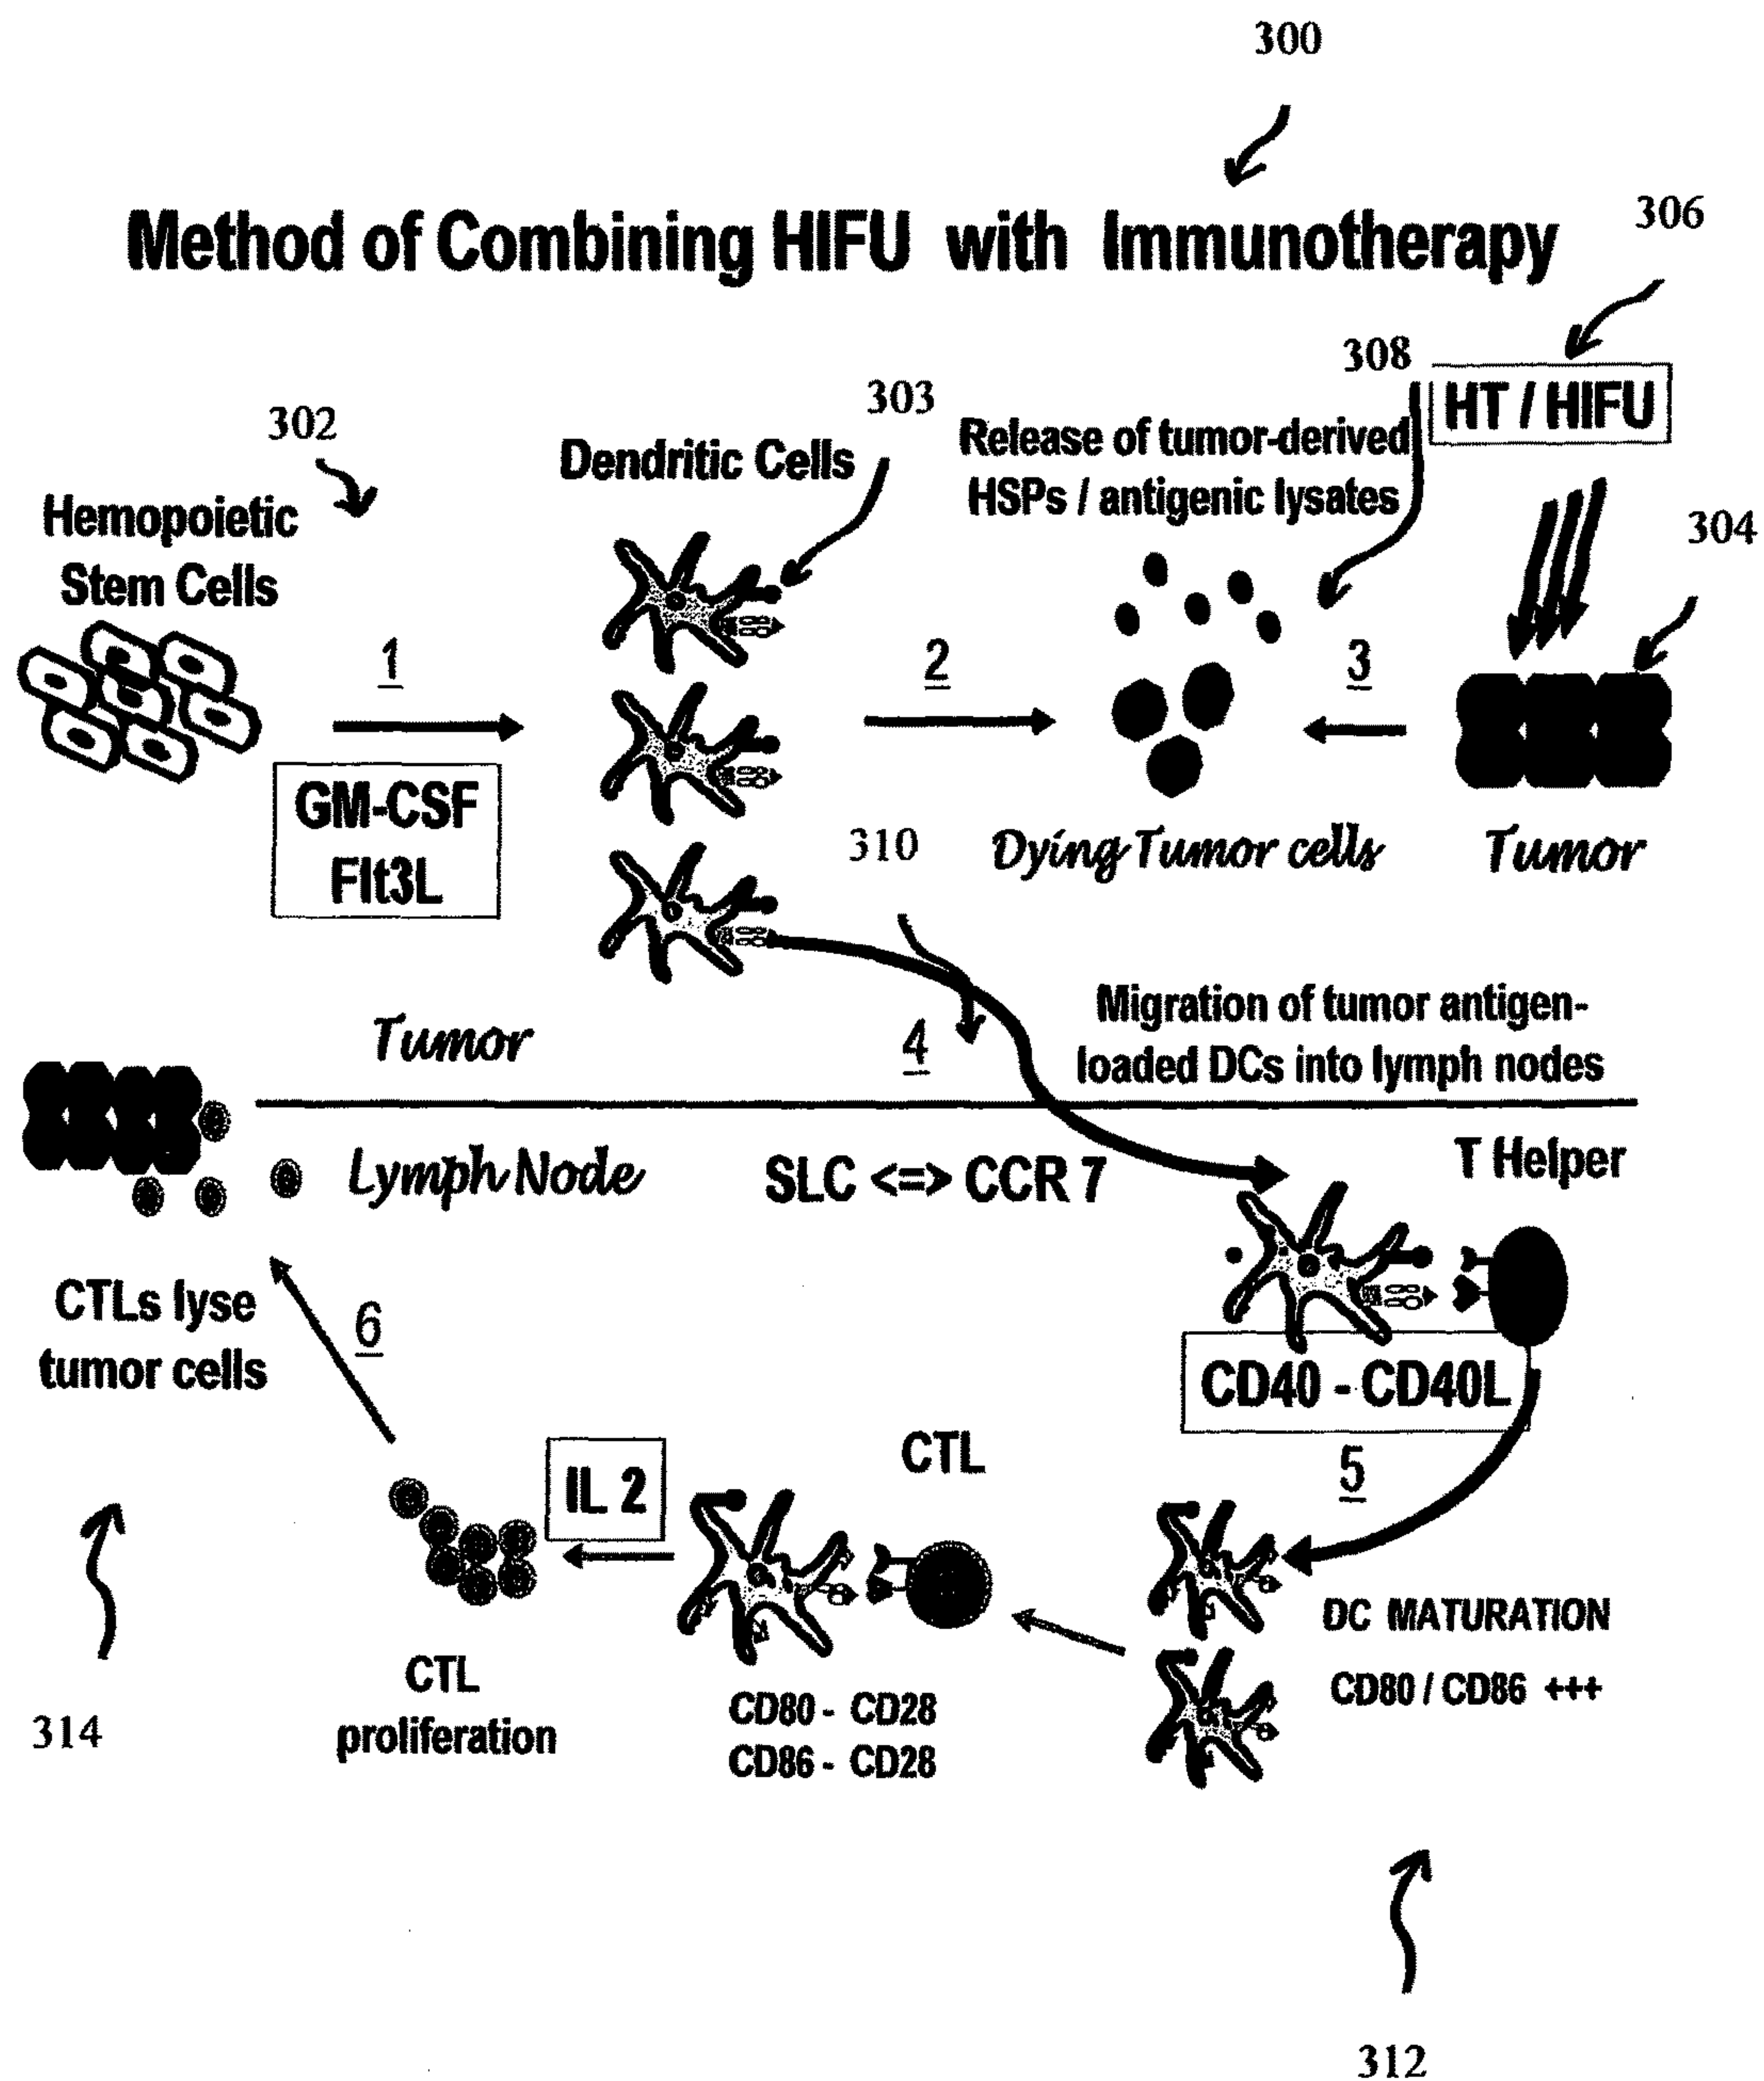 300
Method of Combining HIFU with Immunotherapy
306
308
HT / HIFU
302
303
Dendritic Cells
Release of tumor-derived
HSPs / antigenic lysates
304
Hemopoietic
Stem Cells
1
2
3
GM-CSF
Flt3L
310
Dying Tumor cells
Tumor
Migration of tumor antigen-
loaded DCs into lymph nodes
Tumor
4
Lymph Node
SLC <=> CCR 7
T Helper
CTLs lyse
tumor cells
6
CD40 - CD40L
5
CTL
IL 2
DC MATURATION
CD80 / CD86 +++
CTL
proliferation
CD80 - CD28
CD86 - CD28
314
312